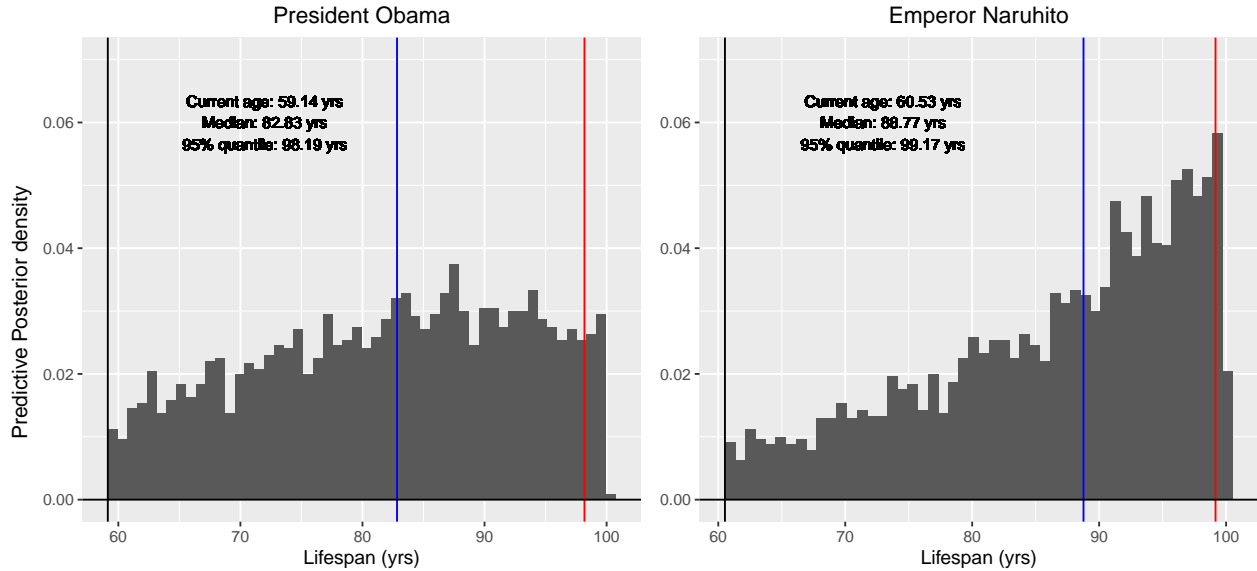 President Obama
Emperor Naruhito
Current age: 59.14 yrs
Median: 82.83 yrs
95% quantile: 98.19 yrs
Current age: 60.53 yrs
Median: 88.77 yrs
95% quantile: 99.17 yrs
Predictive Posterior density
0.06
0.04
0.02
0.00
60
70
80
90
100
Lifespan (yrs)
0.06
0.04
0.02
0.00
60
70
80
90
100
Lifespan (yrs)